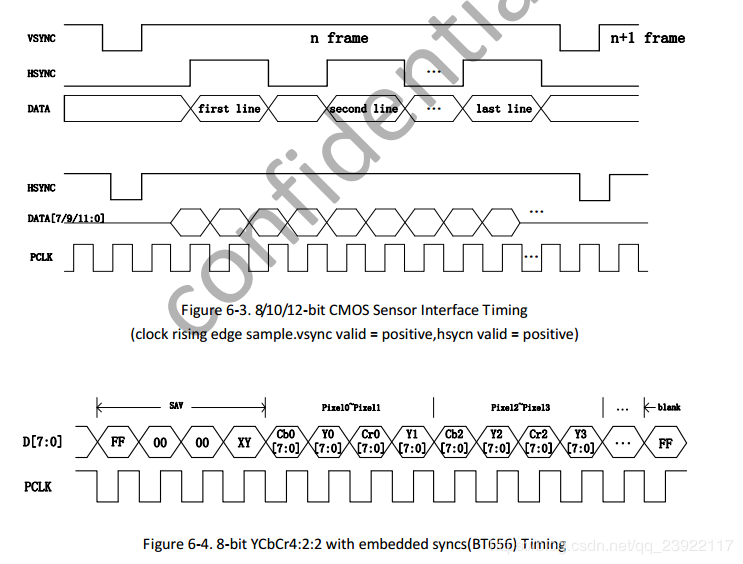 VSYNC n frame n+1 frame
HSYNC ...
DATA first line second line ... last line
HSYNC
DATA[7/9/11:0] ...
PCLK ...
confidential
Figure 6-3. 8/10/12-bit CMOS Sensor Interface Timing
(clock rising edge sample.vsync valid = positive,hsycn valid = positive)
SAV Pixel0~Pixel1 Pixel2~Pixel3 ... blank
D[7:0] FF 00 00 XY Cb0 [7:0] Y0 [7:0] Cr0 [7:0] Y1 [7:0] Cb2 [7:0] Y2 [7:0] Cr2 [7:0] Y3 [7:0] ... FF
PCLK
Figure 6-4. 8-bit YCbCr4:2:2 with embedded syncs(BT656) Timing
csdn.net/qq_23922117